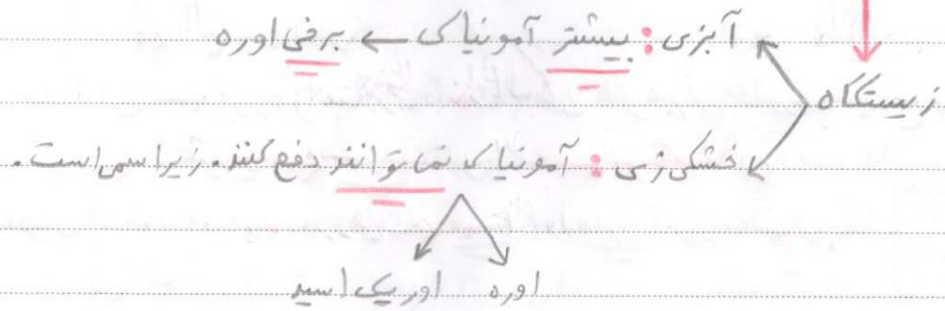 آبزی : بیشتر آمونیاک ← برخی اوره
زیستگاه
خشکی زی : آمونیاک نمی توانند دفع کنند. زیرا سمی است.
اوره اوریک اسید